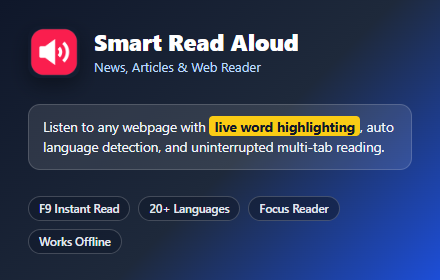 Smart Read Aloud
News, Articles & Web Reader
Listen to any webpage with live word highlighting, auto
language detection, and uninterrupted multi-tab reading.
F9 Instant Read
20+ Languages
Focus Reader
Works Offline